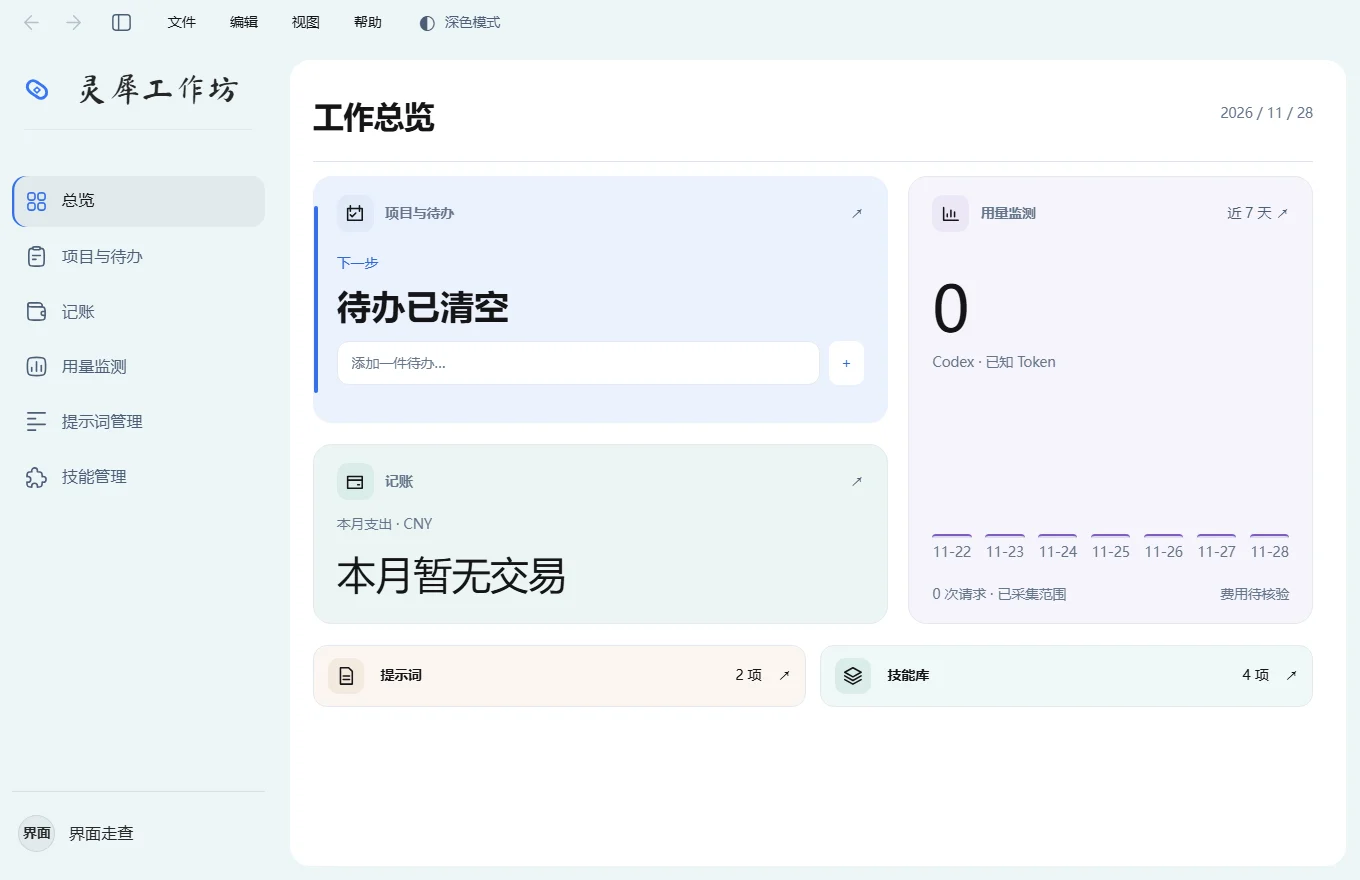 文件 编辑 视图 帮助 深色模式
灵犀工作坊
总览
项目与待办
记账
用量监测
提示词管理
技能管理
界面 界面走查
工作总览
2026 / 11 / 28
项目与待办 ↗
下一步
待办已清空
添加一件待办... +
记账 ↗
本月支出 · CNY
本月暂无交易
用量监测 近 7 天 ↗
0
Codex · 已知 Token
11-22 11-23 11-24 11-25 11-26 11-27 11-28
0 次请求 · 已采集范围 费用待核验
提示词 2 项 ↗
技能库 4 项 ↗